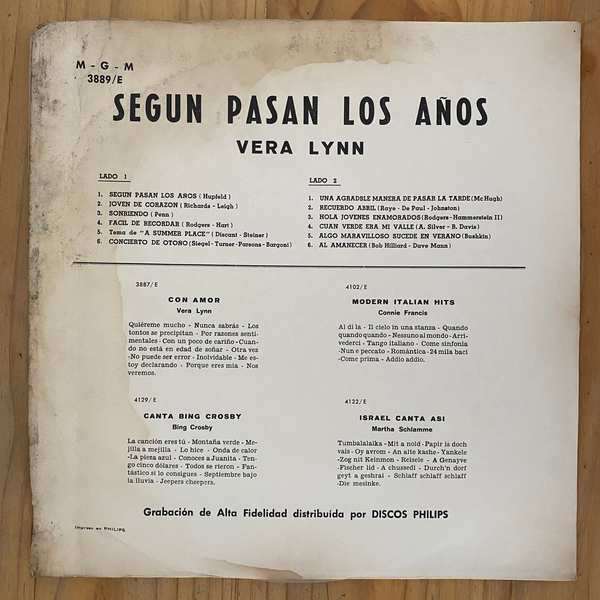 M - G - M
3889/E
SEGUN PASAN LOS AÑOS
VERA LYNN
LADO 1
1. SEGUN PASAN LOS AÑOS (Hupfeld)
2. JOVEN DE CORAZON (Richards - Leigh)
3. SONRIENDO (Penn)
4. FACIL DE RECORDAR (Rodgers - Hart)
5. Tema de "A SUMMER PLACE" (Discant - Steiner)
6. CONCIERTO DE OTOÑO (Siegel - Turner - Parsons - Bargoni)
LADO 2
1. UNA AGRADBLE MANERA DE PASAR LA TARDE (Mc Hugh)
2. RECUERDO ABRIL (Raye - De Paul - Johnston)
3. HOLA JOVENES ENAMORADOS (Rodgers - Hammerstein II)
4. CUAN VERDE ERA MI VALLE (A. Silver - B. Davis)
5. ALGO MARAVILLOSO SUCEDE EN VERANO (Bushkin)
6. AL AMANECER (Bob Hilliard - Dave Mann)
3887/E
CON AMOR
Vera Lynn
Quiéreme mucho - Nunca sabrás - Los
tontos se precipitan - Por razones senti-
mentales - Con un poco de cariño - Cuan-
do no está en edad de soñar - Otra vez
-No puede ser error - Inolvidable - Me es-
toy declarando - Porque eres mía - Nos
veremos.
4102/E
MODERN ITALIAN HITS
Connie Francis
Al di la - Il cielo in una stanza - Quando
quando quando - Nessuno al mondo - Arri-
vederci - Tango italiano - Come sinfonia
-Nun e peccato - Romántica - 24 mila baci
-Come prima - Addio addio.
4129/E
CANTA BING CROSBY
Bing Crosby
La canción eres tú - Montaña verde - Me-
jilla a mejilla - Lo hice - Onda de calor
-La pieza azul - Conoces a Juanita - Ten-
go cinco dólares - Todos se rieron - Fan-
tástico si lo consigues - Septiembre bajo
la lluvia - Jeepers cheepers.
4122/E
ISRAEL CANTA ASI
Martha Schlamme
Tumbalalaika - Mit a nold - Papir is doch
vais - Oy avrom - An alte kashe - Yankele
-Zog nit Keinmon - Reisele - A Genayve
-Fischer lid - A chussedl - Durch'n dorf
geyt a geshrai - Schlaff schlaff schlaff
-Die mesinke.
Grabación de Alta Fidelidad distribuída por DISCOS PHILIPS
Impreso en PHILIPS